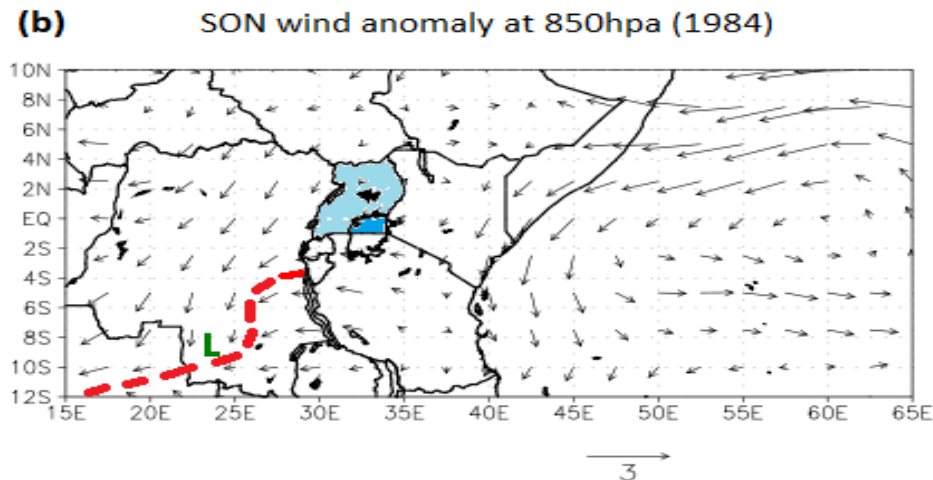 (b) SON wind anomaly at 850hpa (1984)
10N
8N
6N
4N
2N
EQ
2S
4S
6S
8S
10S
12S
L
15E 20E 25E 30E 35E 40E 45E 50E 55E 60E 65E
3